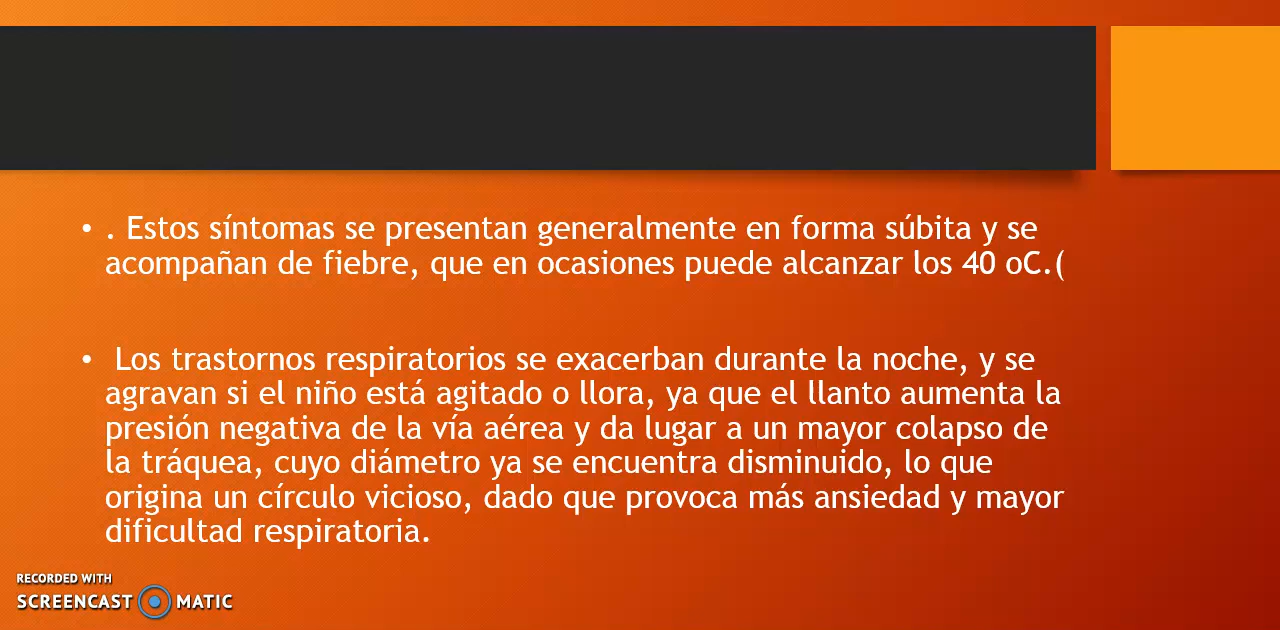 • . Estos síntomas se presentan generalmente en forma súbita y se
acompañan de fiebre, que en ocasiones puede alcanzar los 40 oC.(
• Los trastornos respiratorios se exacerban durante la noche, y se
agravan si el niño está agitado o llora, ya que el llanto aumenta la
presión negativa de la vía aérea y da lugar a un mayor colapso de
la tráquea, cuyo diámetro ya se encuentra disminuido, lo que
origina un círculo vicioso, dado que provoca más ansiedad y mayor
dificultad respiratoria.
RECORDED WITH
SCREENCAST MATIC